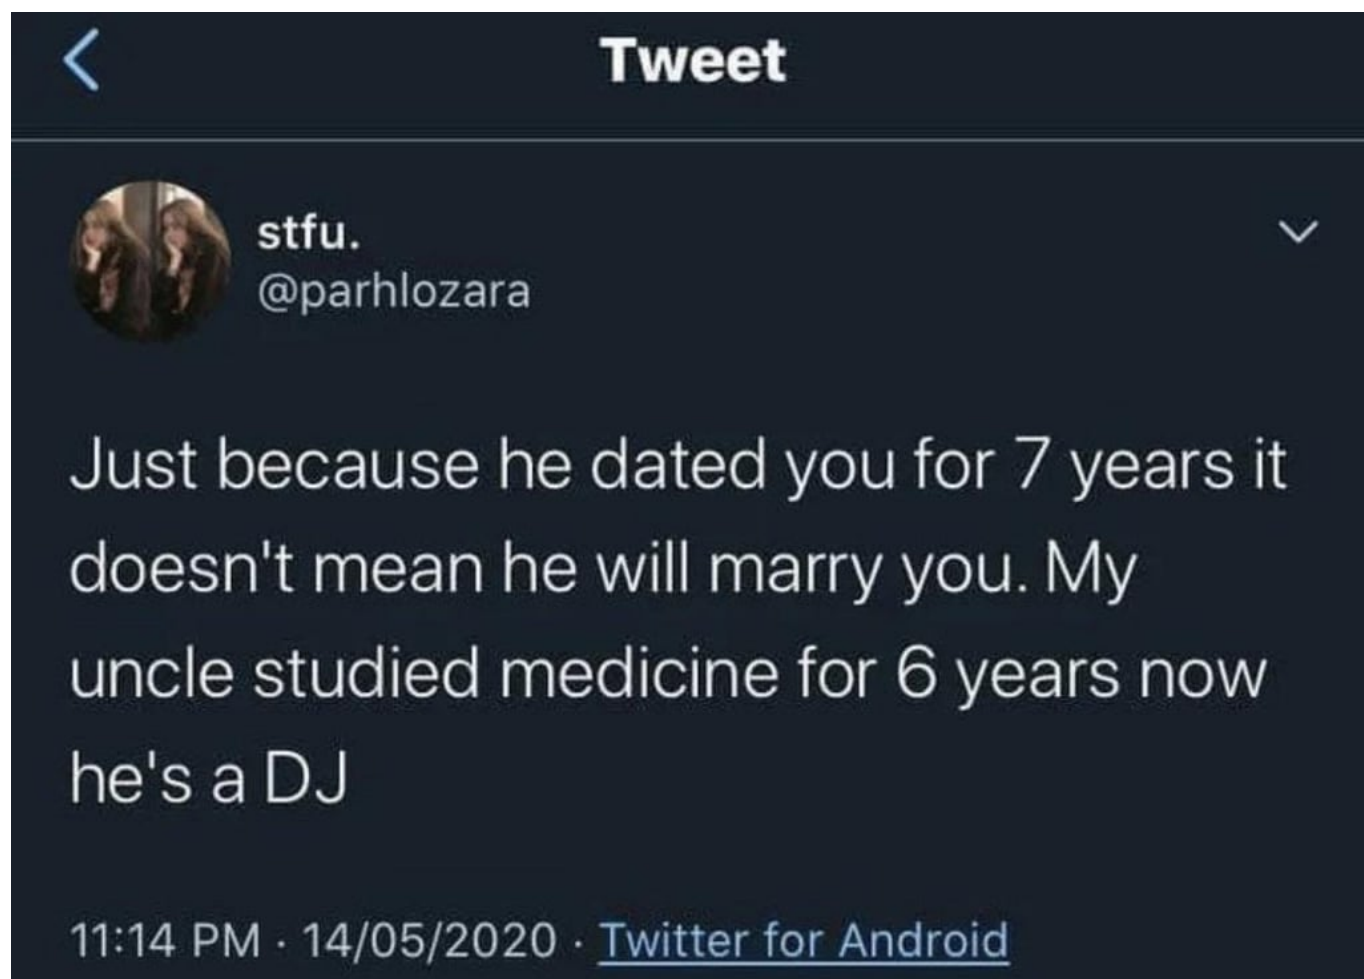 Tweet
stfu.
@parhlozara
Just because he dated you for 7 years it
doesn't mean he will marry you. My
uncle studied medicine for 6 years now
he's a DJ
11:14 PM · 14/05/2020 · Twitter for Android